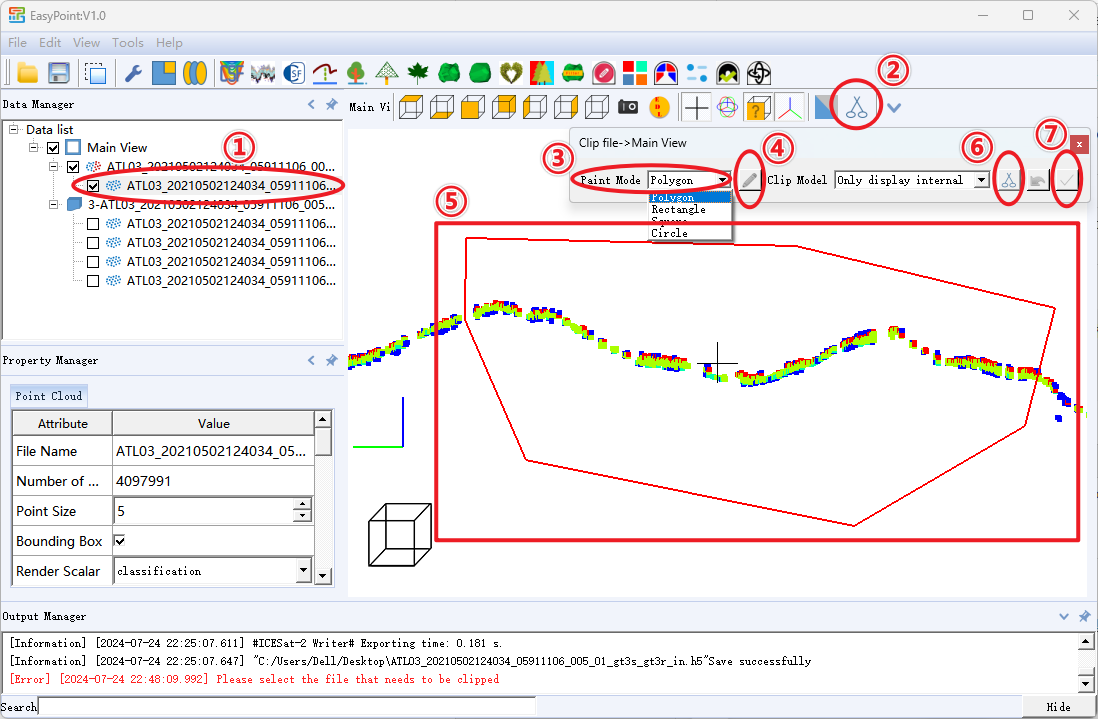 EasyPoint:V1.0
File Edit View Tools Help
SF
②
Data Manager
Main Vi
Data list
Main View
①
ATL03_20210502124034_05911106_00...
ATL03_20210502124034_05911106...
3-ATL03_20210502124034_05911106_005...
ATL03_20210502124034_05911106...
ATL03_20210502124034_05911106...
ATL03_20210502124034_05911106...
ATL03_20210502124034_05911106...
Clip file->Main View
③ ④ ⑥ ⑦
Paint Mode Polygon Clip Model Only display internal
Polygon
Rectangle
Square
Circle
⑤
Property Manager
Point Cloud
Attribute Value
File Name ATL03_20210502124034_05...
Number of ... 4097991
Point Size 5
Bounding Box
Render Scalar classification
Output Manager
[Information] [2024-07-24 22:25:07.611] #ICESat-2 Writer# Exporting time: 0.181 s.
[Information] [2024-07-24 22:25:07.647] "C:/Users/Dell/Desktop\ATL03_20210502124034_05911106_005_01_gt3s_gt3r_in.h5"Save successfully
[Error] [2024-07-24 22:48:09.992] Please select the file that needs to be clipped
Search Hide